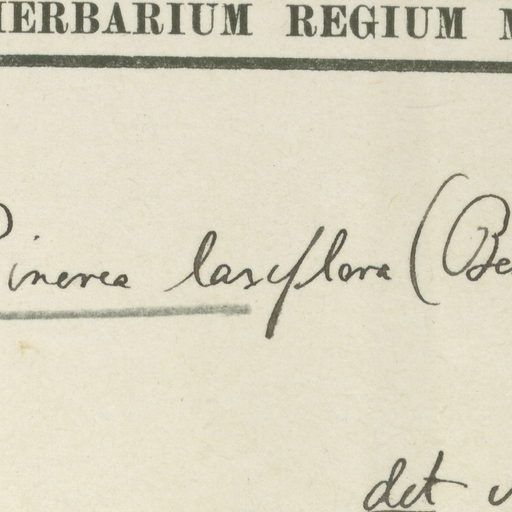 HERBARIUM REGIUM M
Cinerea laxiflora (Be
det